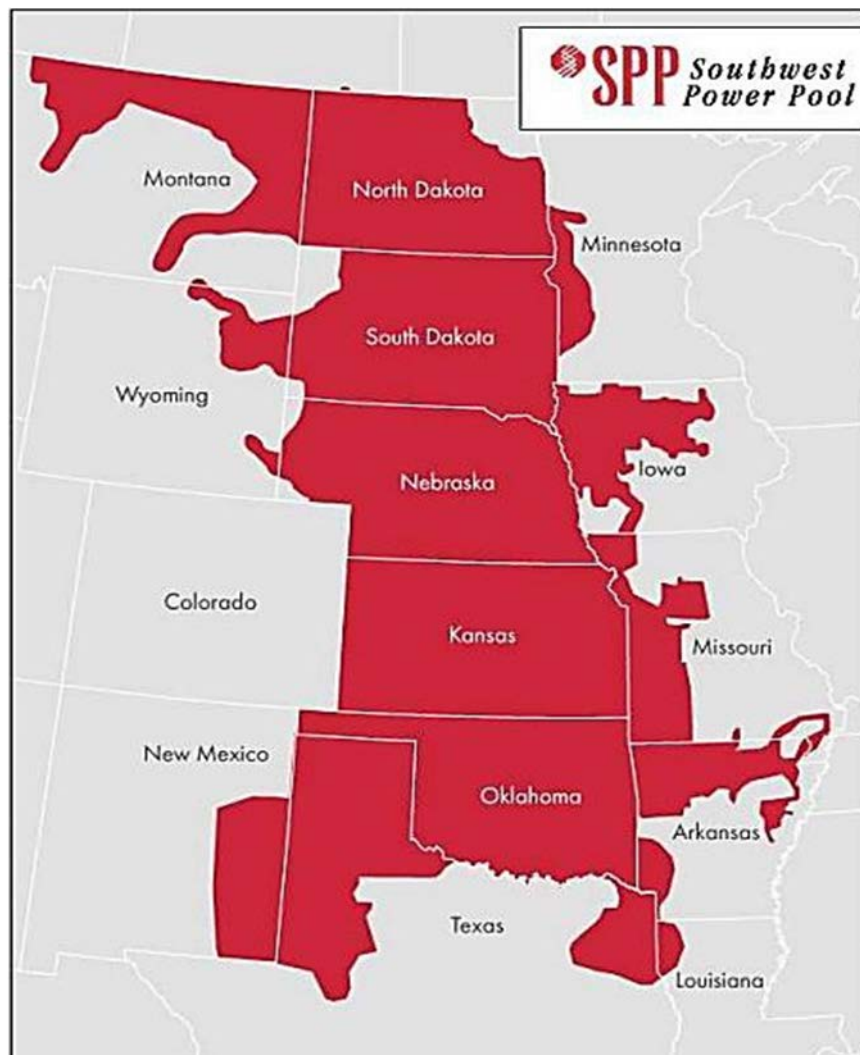 SPP Southwest
Power Pool
Montana
North Dakota
Minnesota
South Dakota
Wyoming
Iowa
Nebraska
Colorado
Kansas
Missouri
New Mexico
Oklahoma
Arkansas
Texas
Louisiana